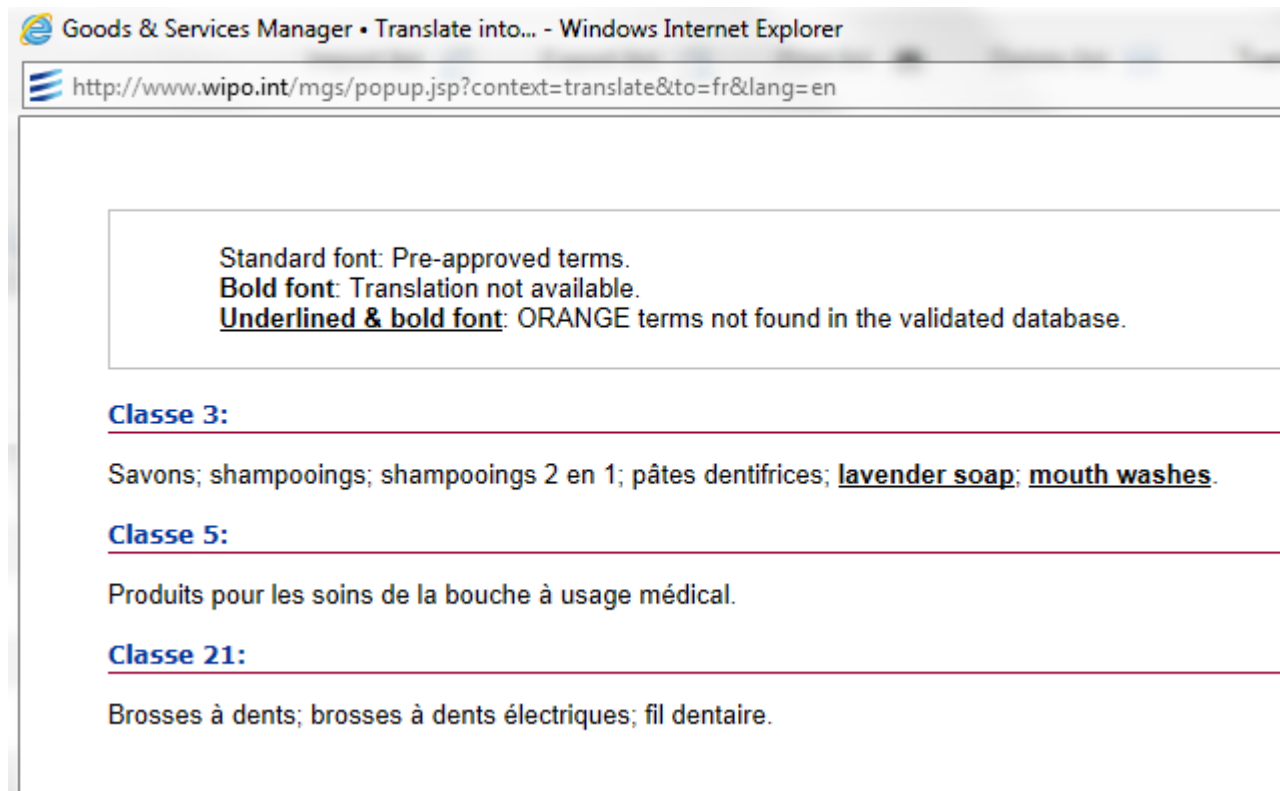 Goods & Services Manager • Translate into... - Windows Internet Explorer
http://www.wipo.int/mgs/popup.jsp?context=translate&to=fr&lang=en
Standard font: Pre-approved terms.
Bold font: Translation not available.
Underlined & bold font: ORANGE terms not found in the validated database.
Classe 3:
Savons; shampooings; shampooings 2 en 1; pâtes dentifrices; lavender soap; mouth washes.
Classe 5:
Produits pour les soins de la bouche à usage médical.
Classe 21:
Brosses à dents; brosses à dents électriques; fil dentaire.